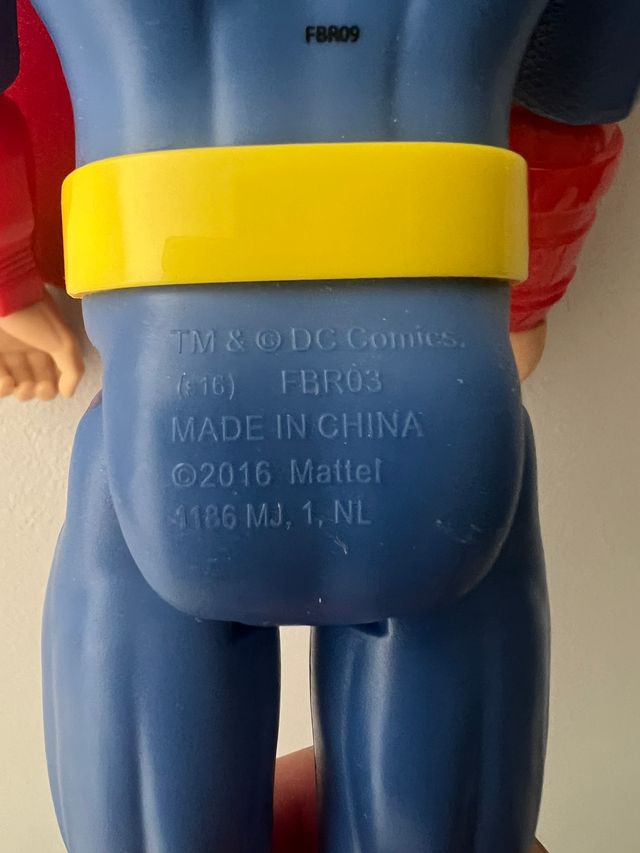 FBR09
TM & © DC Comics.
(s16) FBR03
MADE IN CHINA
©2016 Mattel
1186 MJ, 1, NL